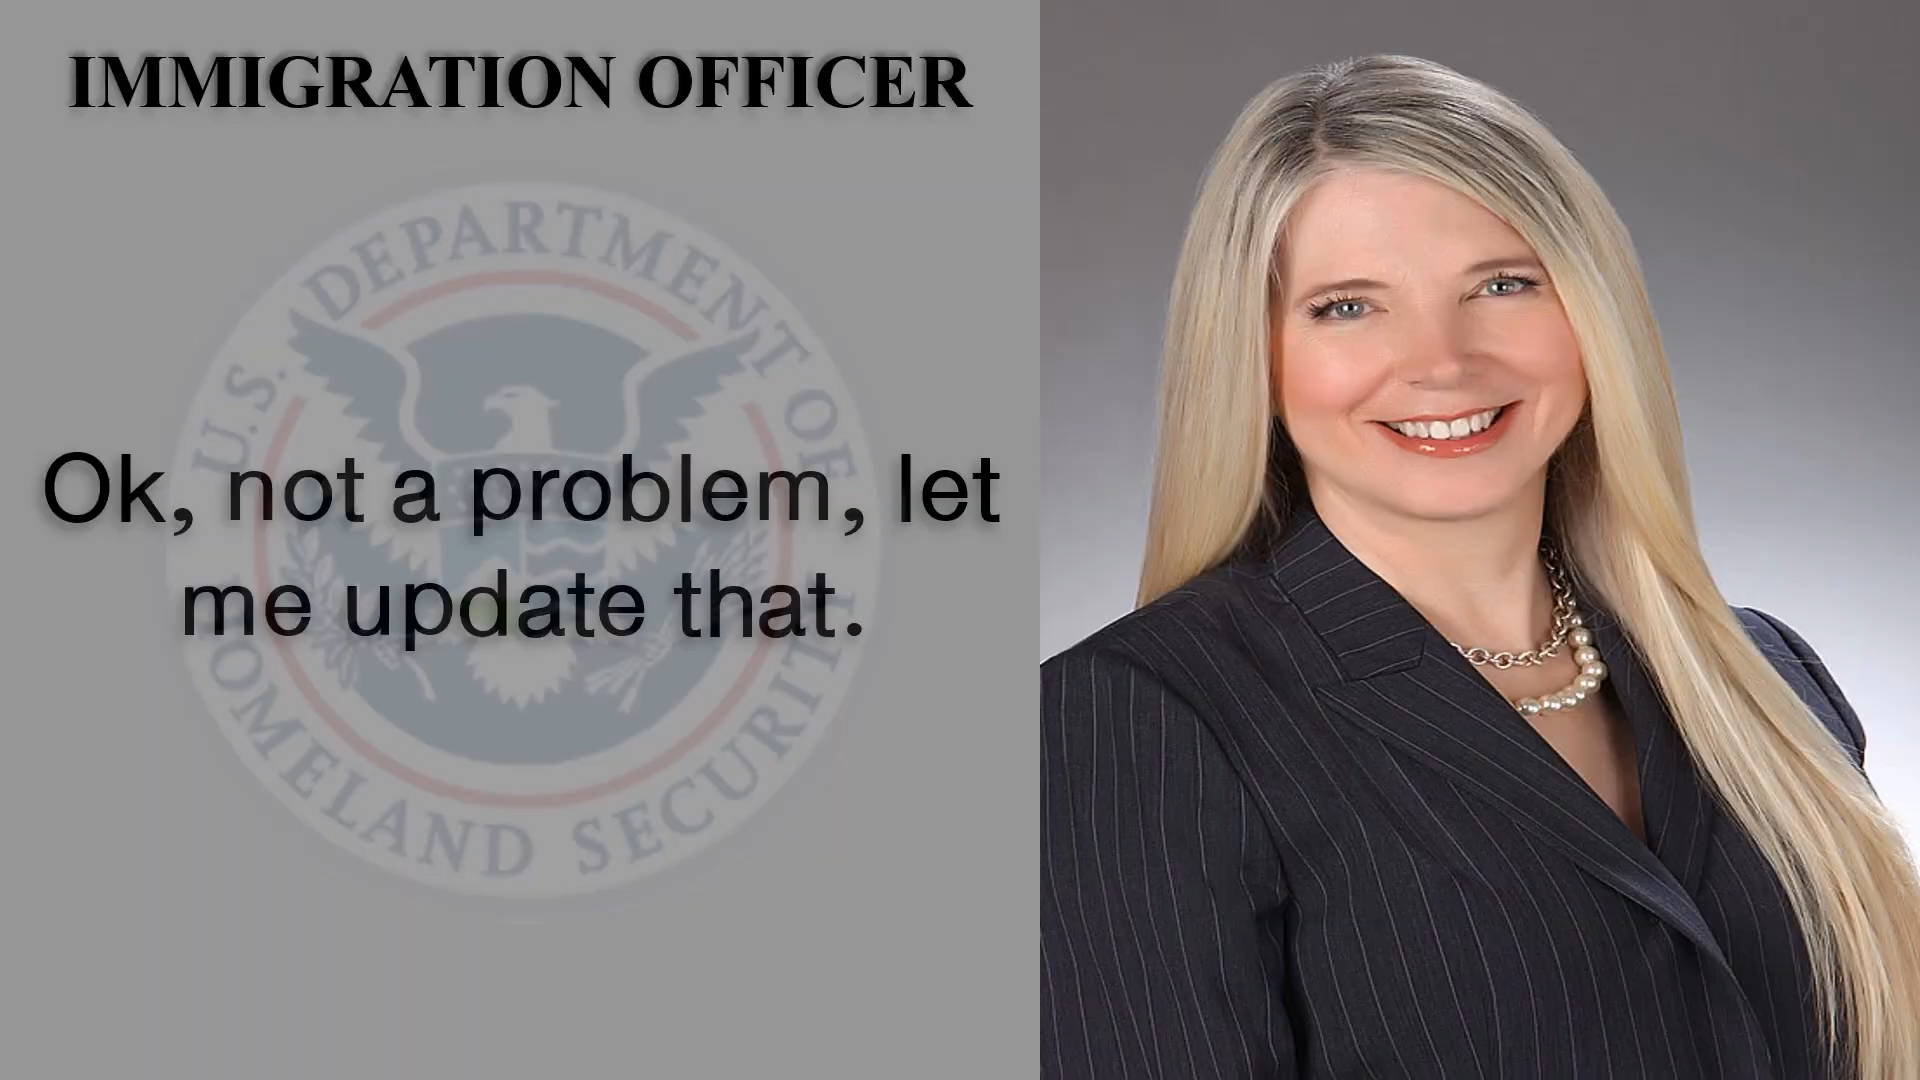 IMMIGRATION OFFICER
U.S. DEPARTMENT OF
HOMELAND SECURITY
Ok, not a problem, let
me update that.